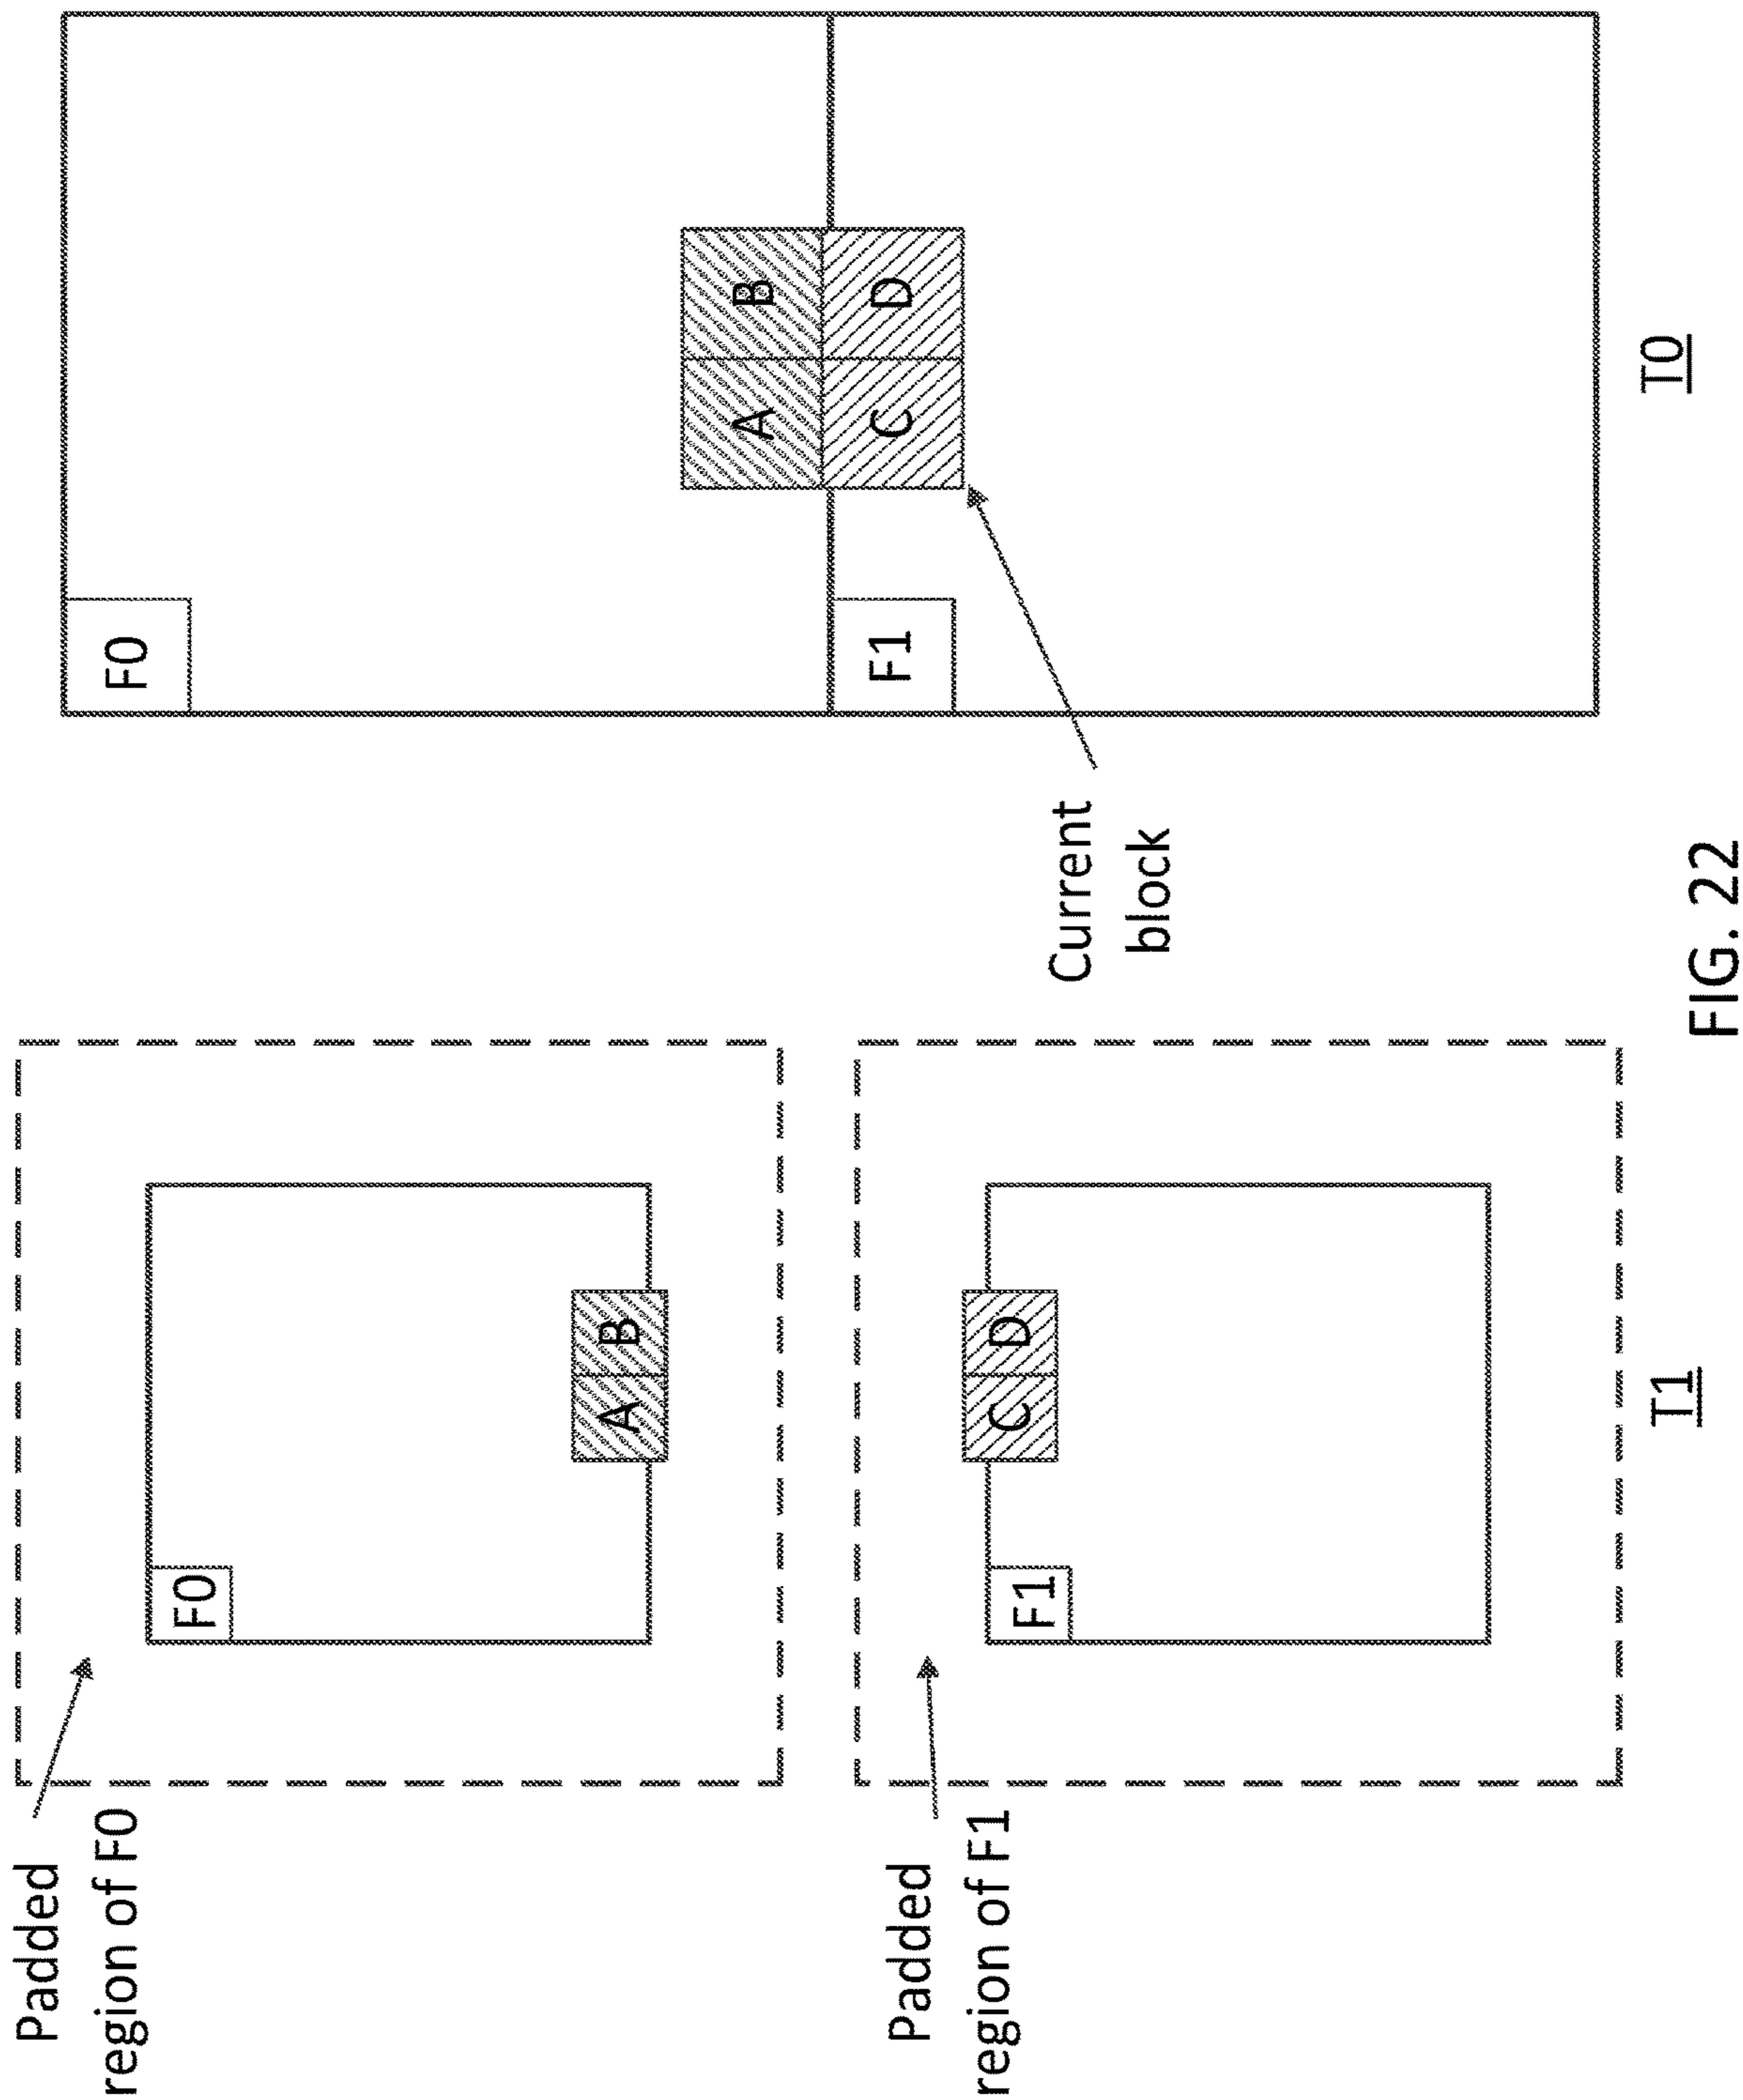 Padded
region of F0
F0
A B
Padded
region of F1
F1
C D
T1
F0
A B
F1
C D
Current
block
T0
FIG. 22